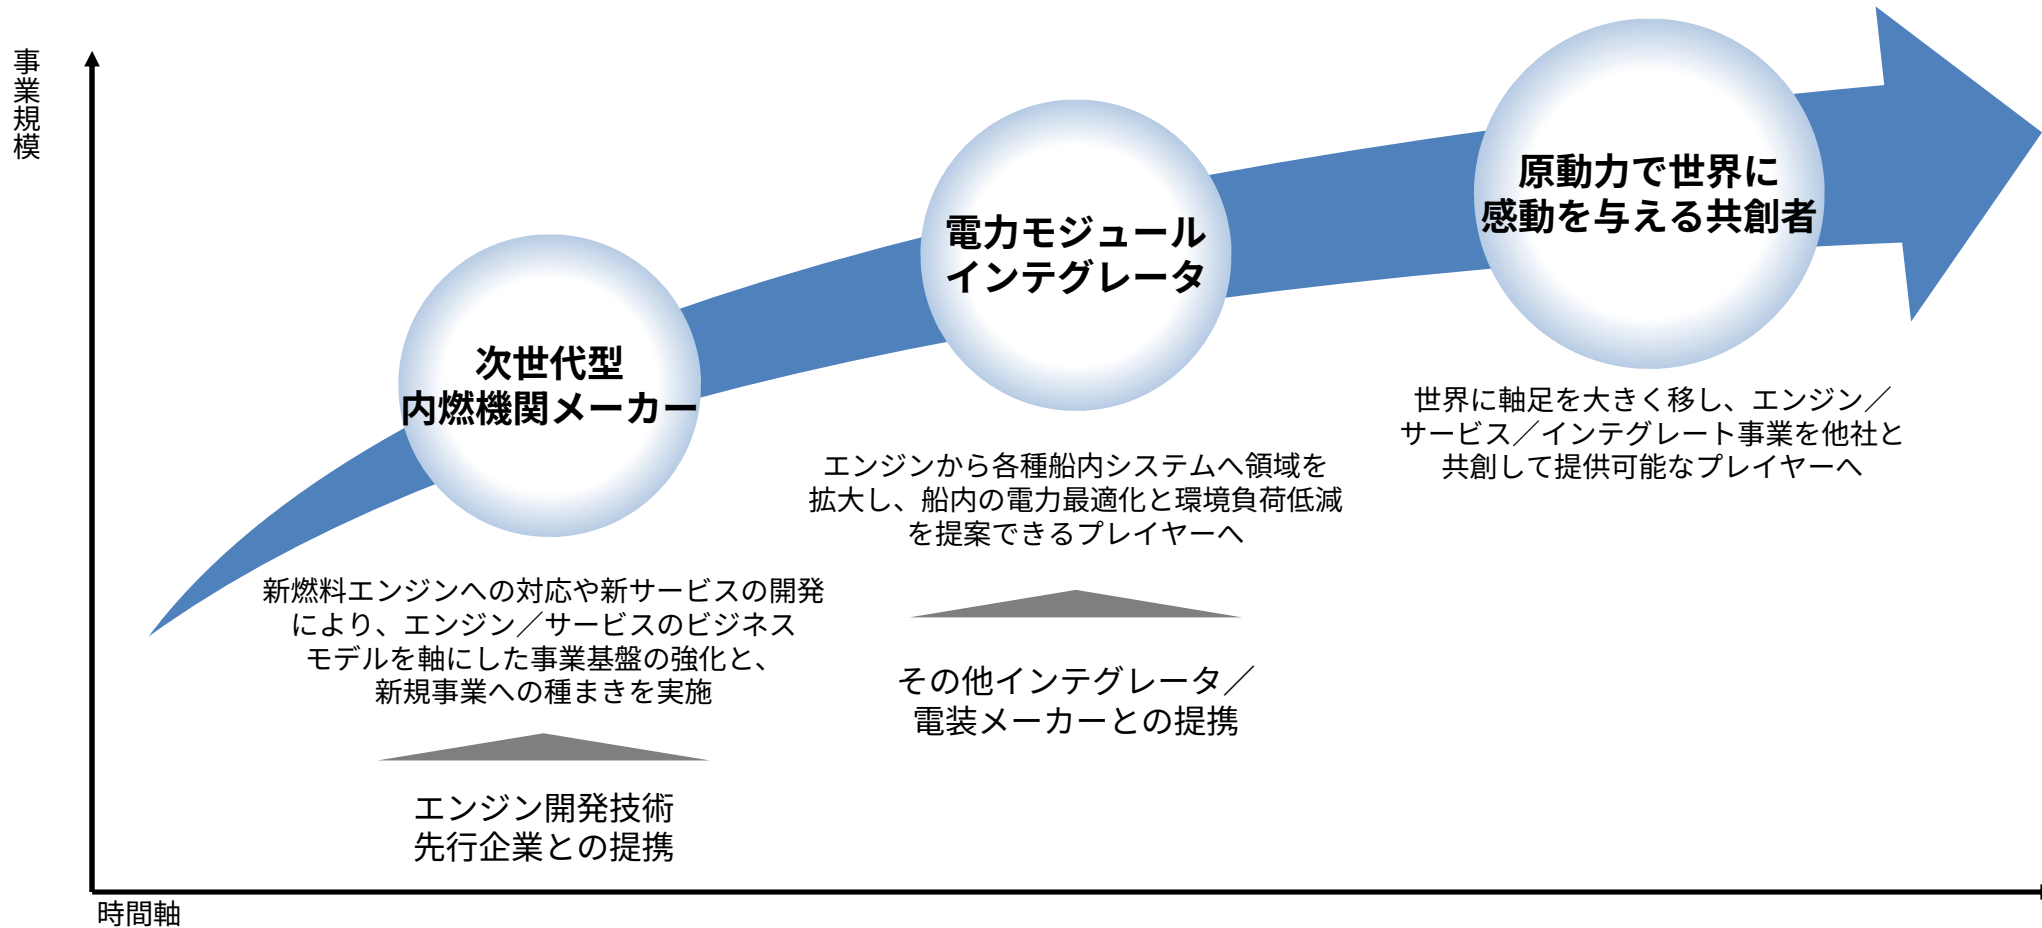 事業規模
次世代型
内燃機関メーカー
新燃料エンジンへの対応や新サービスの開発
により、エンジン／サービスのビジネス
モデルを軸にした事業基盤の強化と、
新規事業への種まきを実施
エンジン開発技術
先行企業との提携
電力モジュール
インテグレータ
エンジンから各種船内システムへ領域を
拡大し、船内の電力最適化と環境負荷低減
を提案できるプレイヤーへ
その他インテグレータ／
電装メーカーとの提携
原動力で世界に
感動を与える共創者
世界に軸足を大きく移し、エンジン／
サービス／インテグレート事業を他社と
共創して提供可能なプレイヤーへ
時間軸